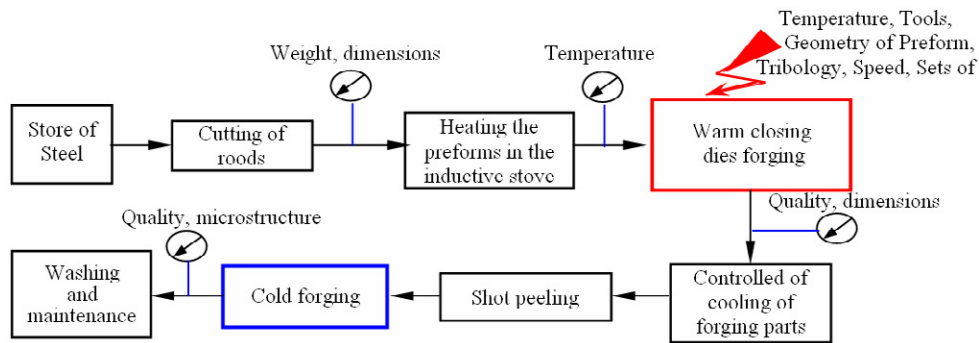 Temperature, Tools,
Geometry of Preform,
Tribology, Speed, Sets of
Weight, dimensions
Temperature
Store of
Steel
Cutting of
roods
Heating the
preforms in the
inductive stove
Warm closing
dies forging
Quality, dimensions
Quality, microstructure
Washing
and
maintenance
Cold forging
Shot peeling
Controlled of
cooling of
forging parts